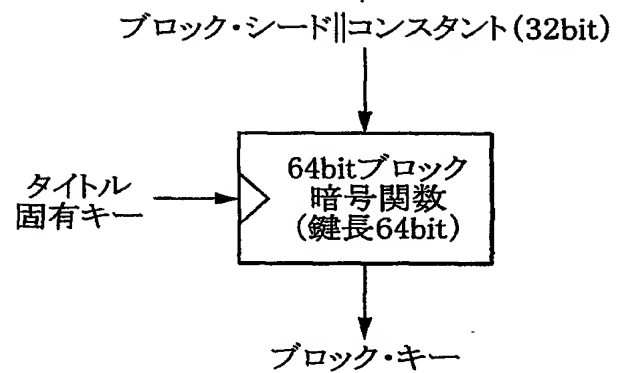 ブロック・シード||コンスタント(32bit)
64bitブロック
暗号関数
(鍵長64bit)
タイトル
固有キー
ブロック・キー